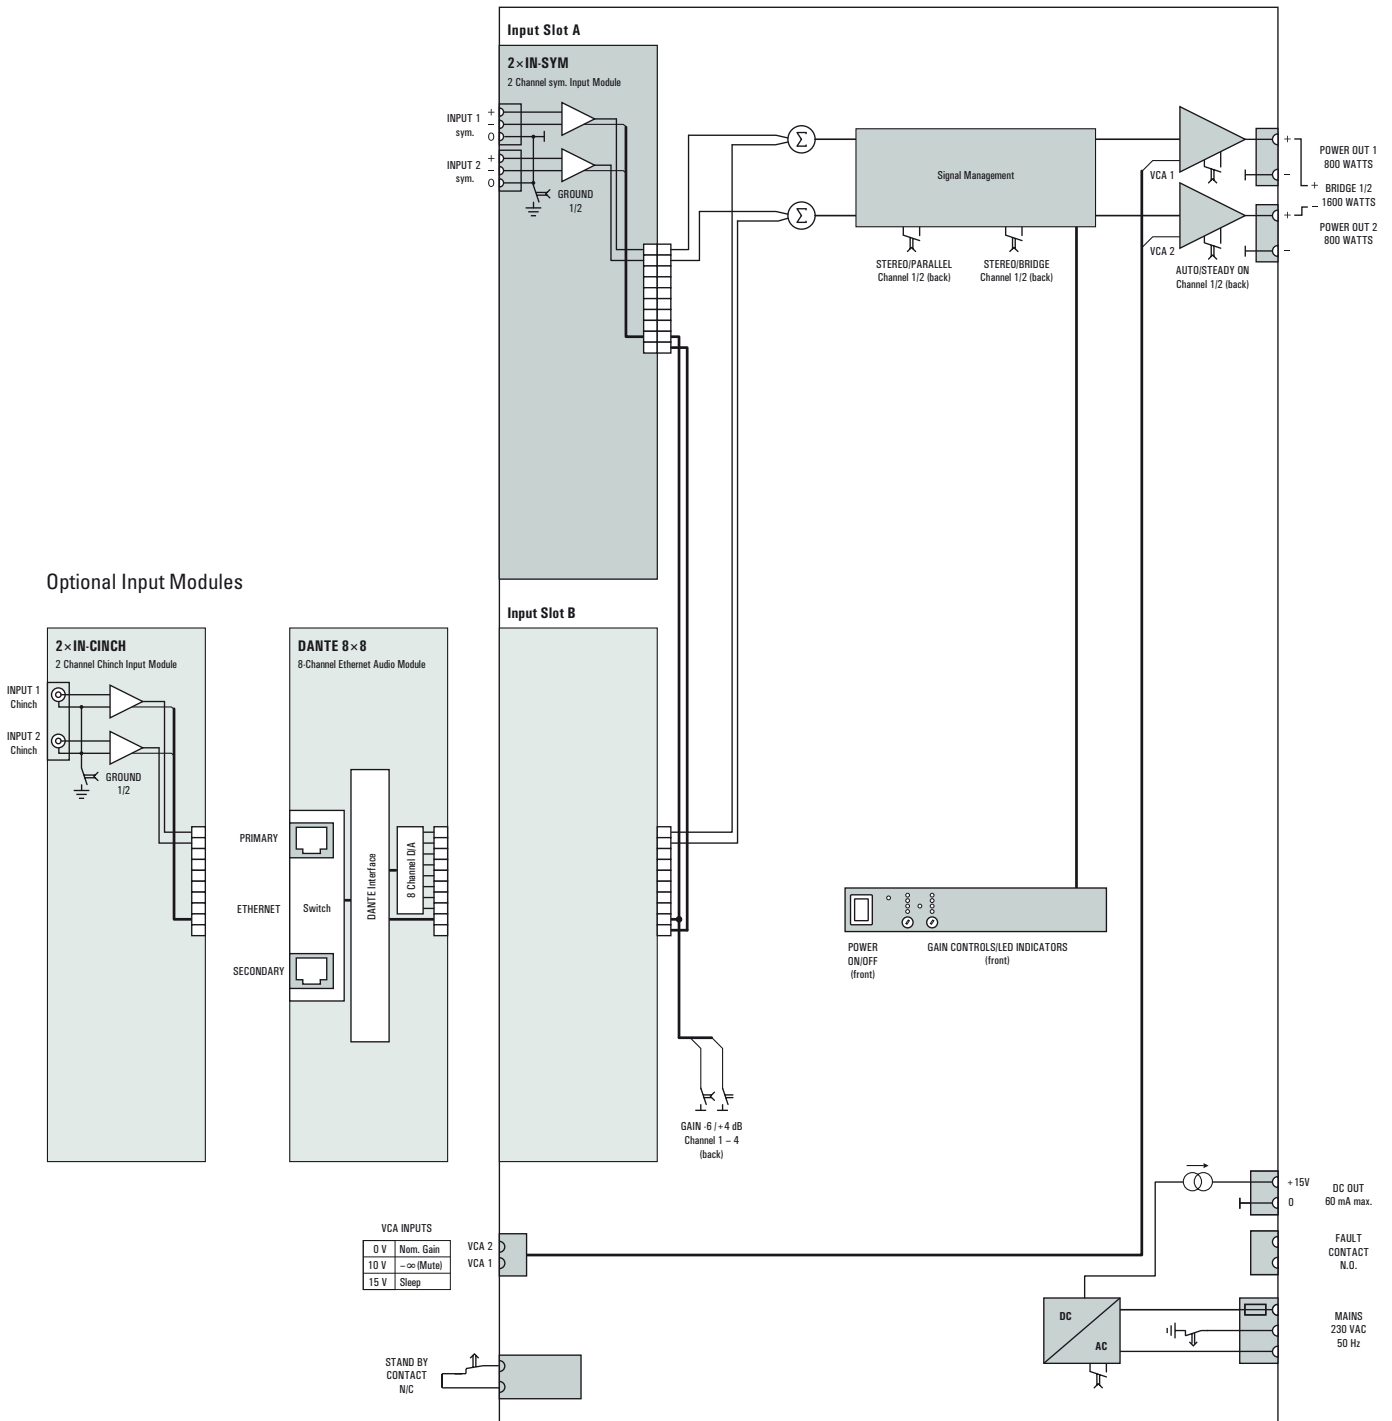 Input Slot A
2×IN-SYM
2 Channel sym. Input Module
INPUT 1
sym.
+
−
0
INPUT 2
sym.
+
−
0
GROUND
1/2
Σ
Σ
Signal Management
STEREO/PARALLEL
Channel 1/2 (back)
STEREO/BRIDGE
Channel 1/2 (back)
VCA 1
VCA 2
AUTO/STEADY ON
Channel 1/2 (back)
+
−
+
−
POWER OUT 1
800 WATTS
+ BRIDGE 1/2
− 1600 WATTS
POWER OUT 2
800 WATTS
Optional Input Modules
2×IN-CINCH
2 Channel Chinch Input Module
INPUT 1
Chinch
INPUT 2
Chinch
GROUND
1/2
DANTE 8×8
8-Channel Ethernet Audio Module
PRIMARY
ETHERNET
SECONDARY
Switch
DANTE Interface
8 Channel D/A
Input Slot B
POWER
ON/OFF
(front)
GAIN CONTROLS/LED INDICATORS
(front)
GAIN -6 /+4 dB
Channel 1 – 4
(back)
VCA INPUTS
0 V Nom. Gain
10 V −∞(Mute)
15 V Sleep
VCA 2
VCA 1
STAND BY
CONTACT
N/C
+15V
0
DC OUT
60 mA max.
FAULT
CONTACT
N.O.
DC
AC
MAINS
230 VAC
50 Hz